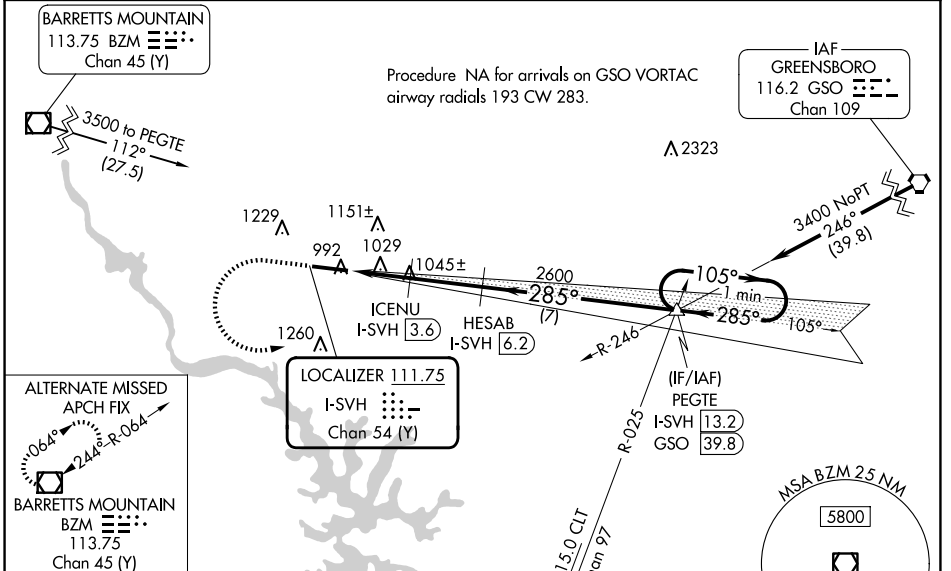 BARRETTS MOUNTAIN
113.75 BZM
Chan 45 (Y)
3500 to PEGTE
112°
(27.5)
Procedure NA for arrivals on GSO VORTAC
airway radials 193 CW 283.
IAF
GREENSBORO
116.2 GSO
Chan 109
2323
3400 NoPT
246°
(39.8)
1229
1151±
992
1029
1045±
2600
285°
(7)
105°
1 min
285°
105°
ICENU
I-SVH 3.6
HESAB
I-SVH 6.2
1260
R-246
(IF/IAF)
PEGTE
I-SVH 13.2
GSO 39.8
R-025
LOCALIZER 111.75
I-SVH
Chan 54 (Y)
ALTERNATE MISSED
APCH FIX
064°
244°
R-064
BARRETTS MOUNTAIN
BZM
113.75
Chan 45 (Y)
15.0 CLT
an 97
MSA BZM 25 NM
5800